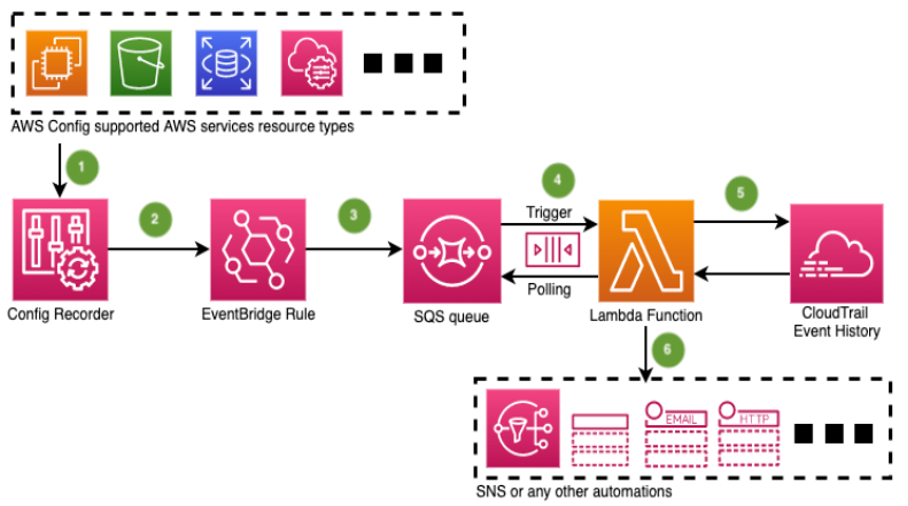 AWS Config supported AWS services resource types
1
2
3
4
5
Trigger
Polling
Config Recorder
EventBridge Rule
SQS queue
Lambda Function
CloudTrail
Event History
6
EMAIL
HTTP
SNS or any other automations